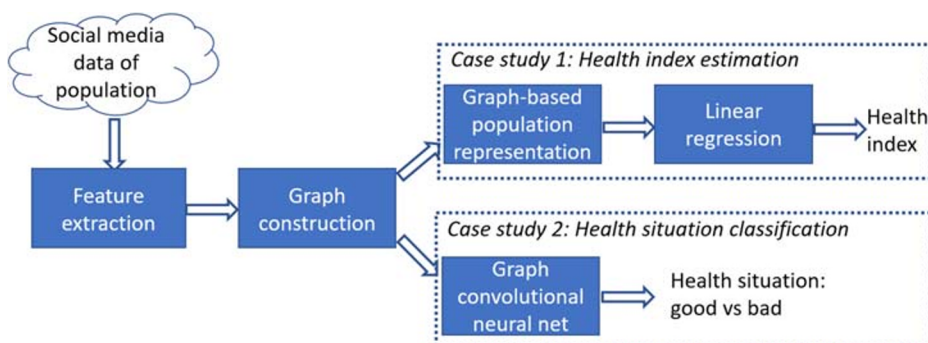 Social media
data of
population
Feature
extraction
Graph
construction
Case study 1: Health index estimation
Graph-based
population
representation
Linear
regression
Health
index
Case study 2: Health situation classification
Graph
convolutional
neural net
Health situation:
good vs bad